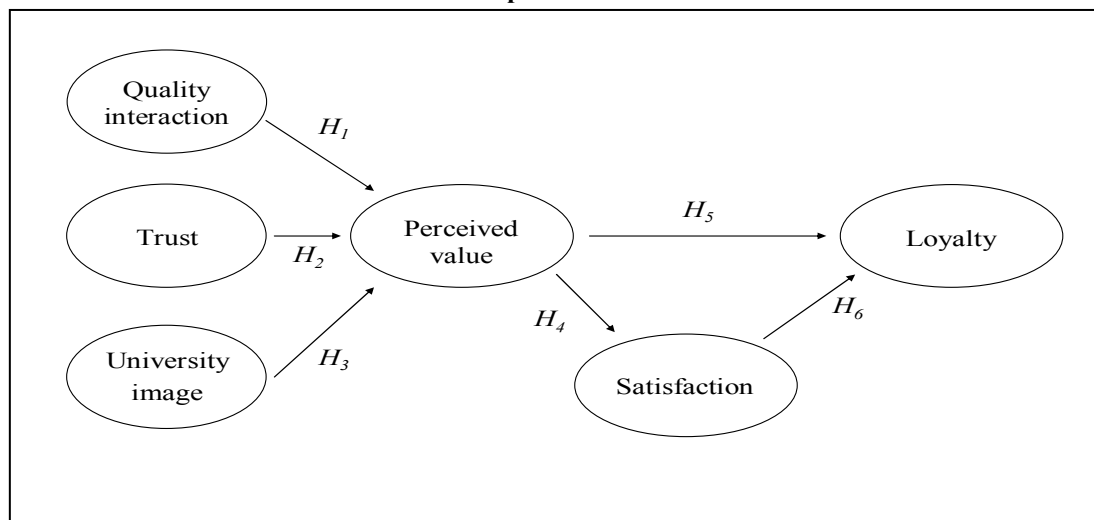 Quality
interaction
H1
Trust
H2
University
image
H3
Perceived
value
H5
H4
Satisfaction
H6
Loyalty